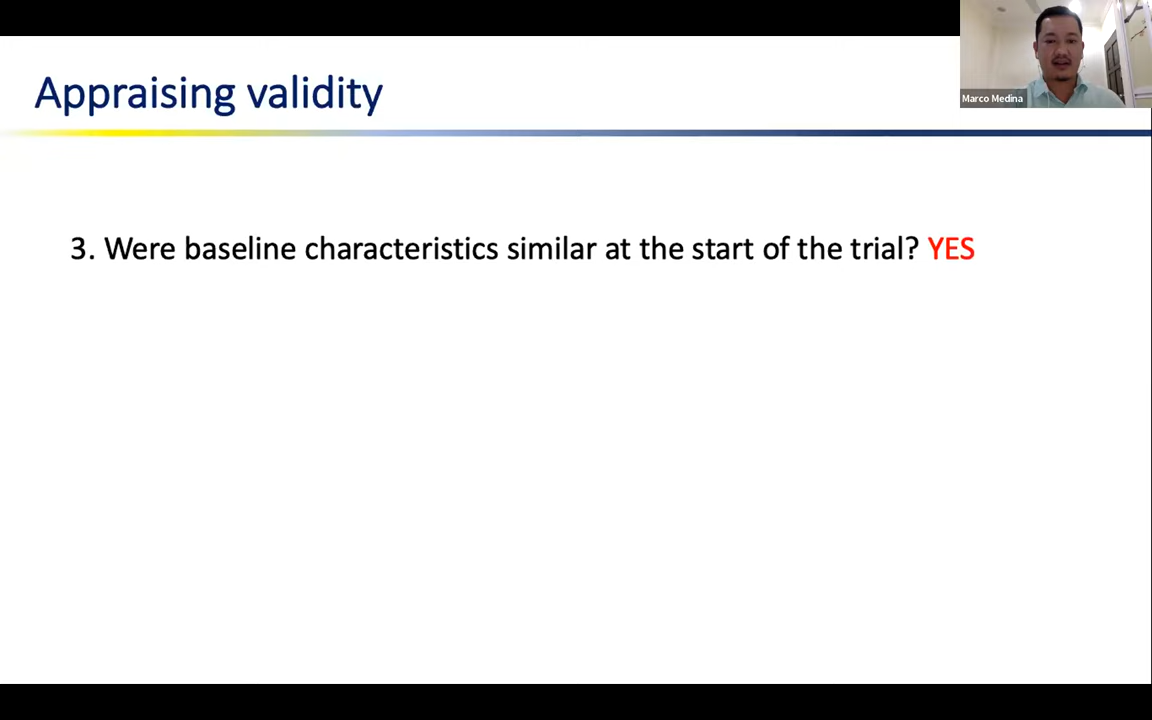 Appraising validity
Marco Medina
3. Were baseline characteristics similar at the start of the trial? YES